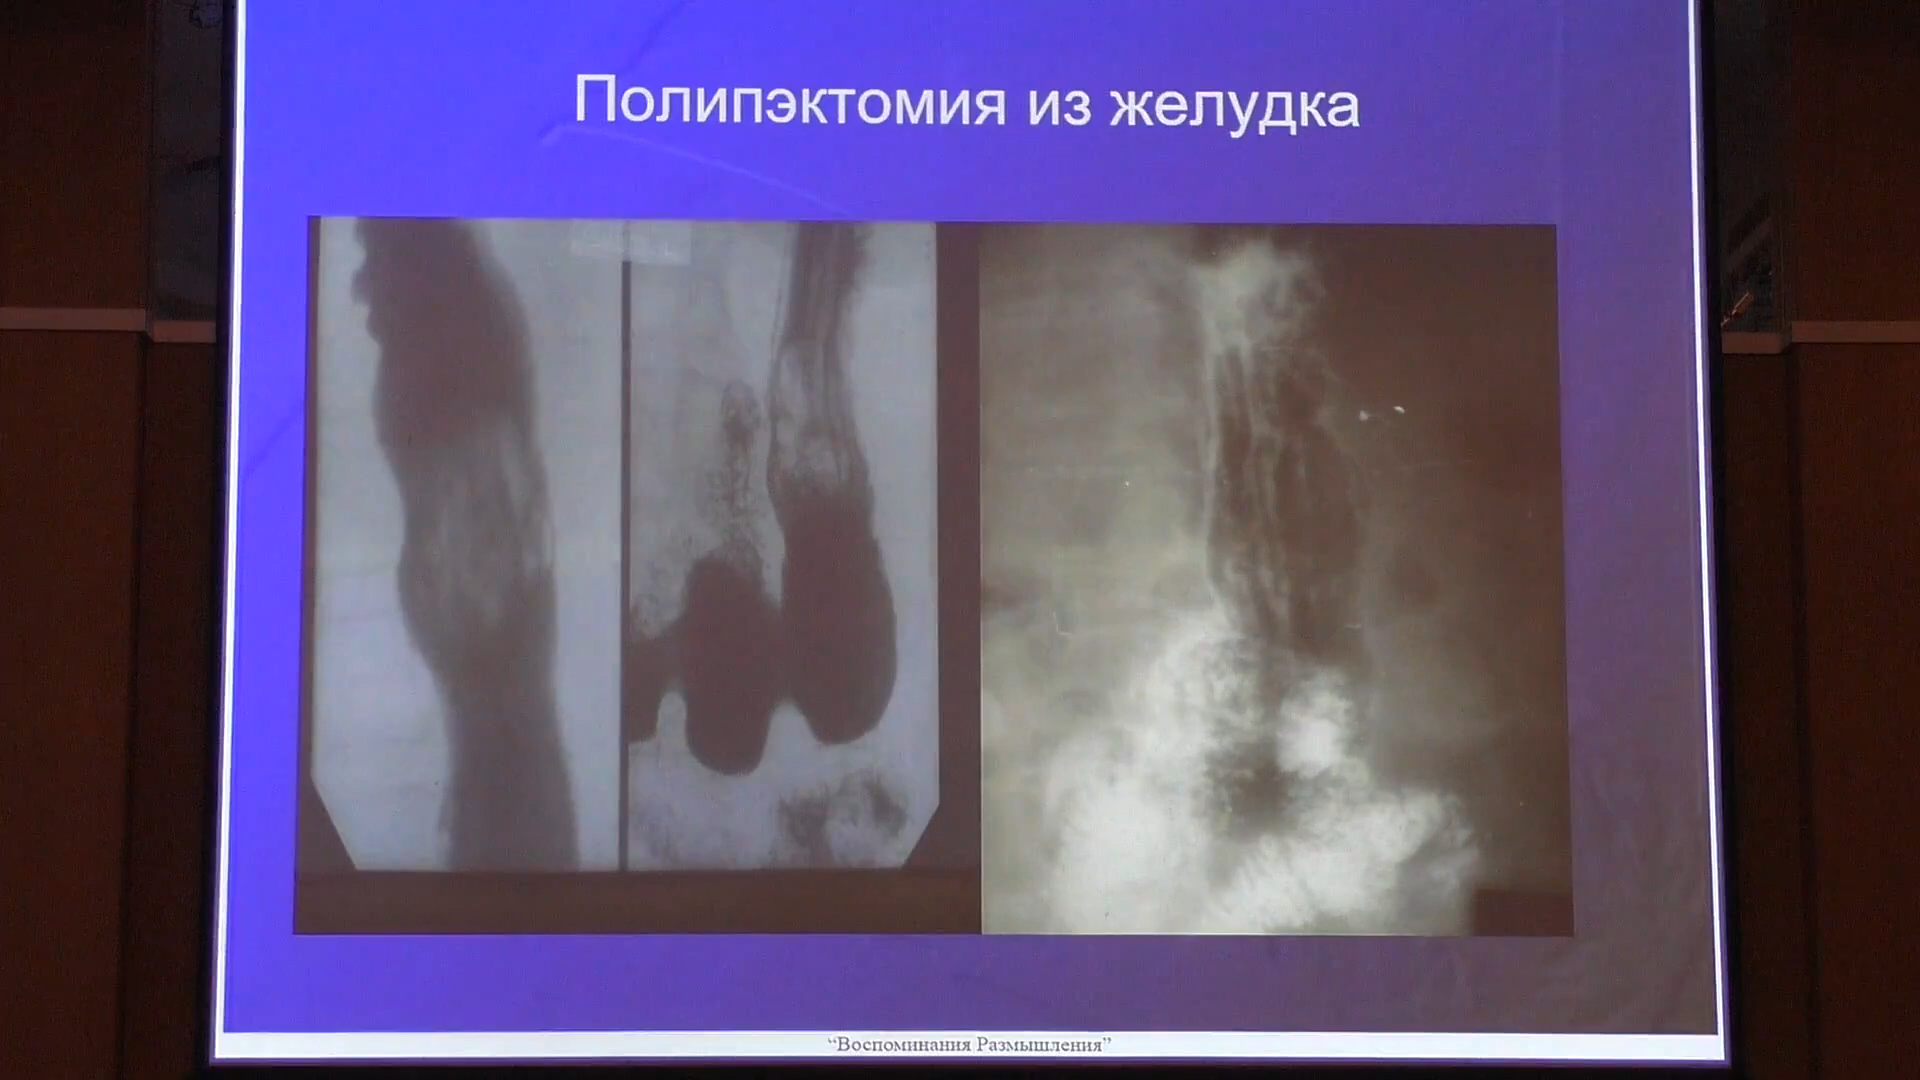 Полипэктомия из желудка
“Воспоминания Размышления”